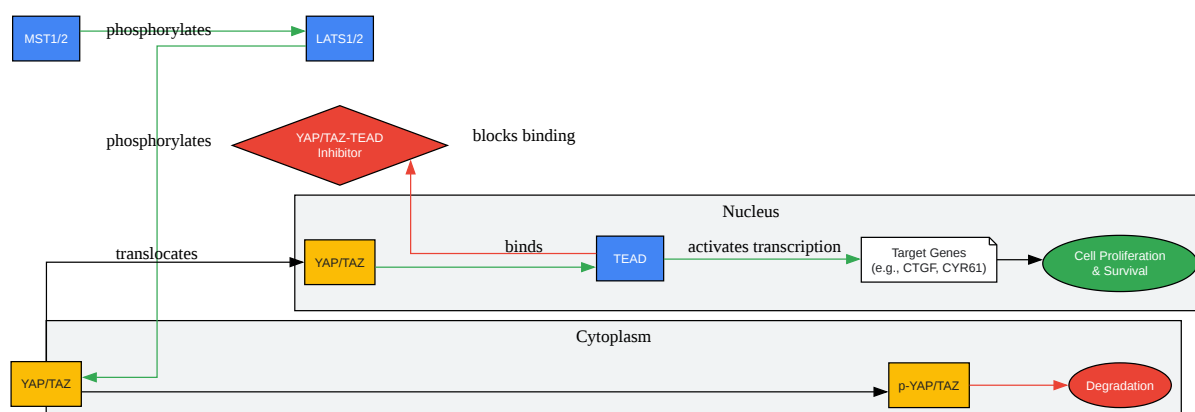 phosphorylates
MST1/2
LATS1/2
phosphorylates
YAP/TAZ-TEAD
Inhibitor
blocks binding
Nucleus
translocates
YAP/TAZ
binds
TEAD
activates transcription
Target Genes
(e.g., CTGF, CYR61)
Cell Proliferation
& Survival
Cytoplasm
YAP/TAZ
p-YAP/TAZ
Degradation